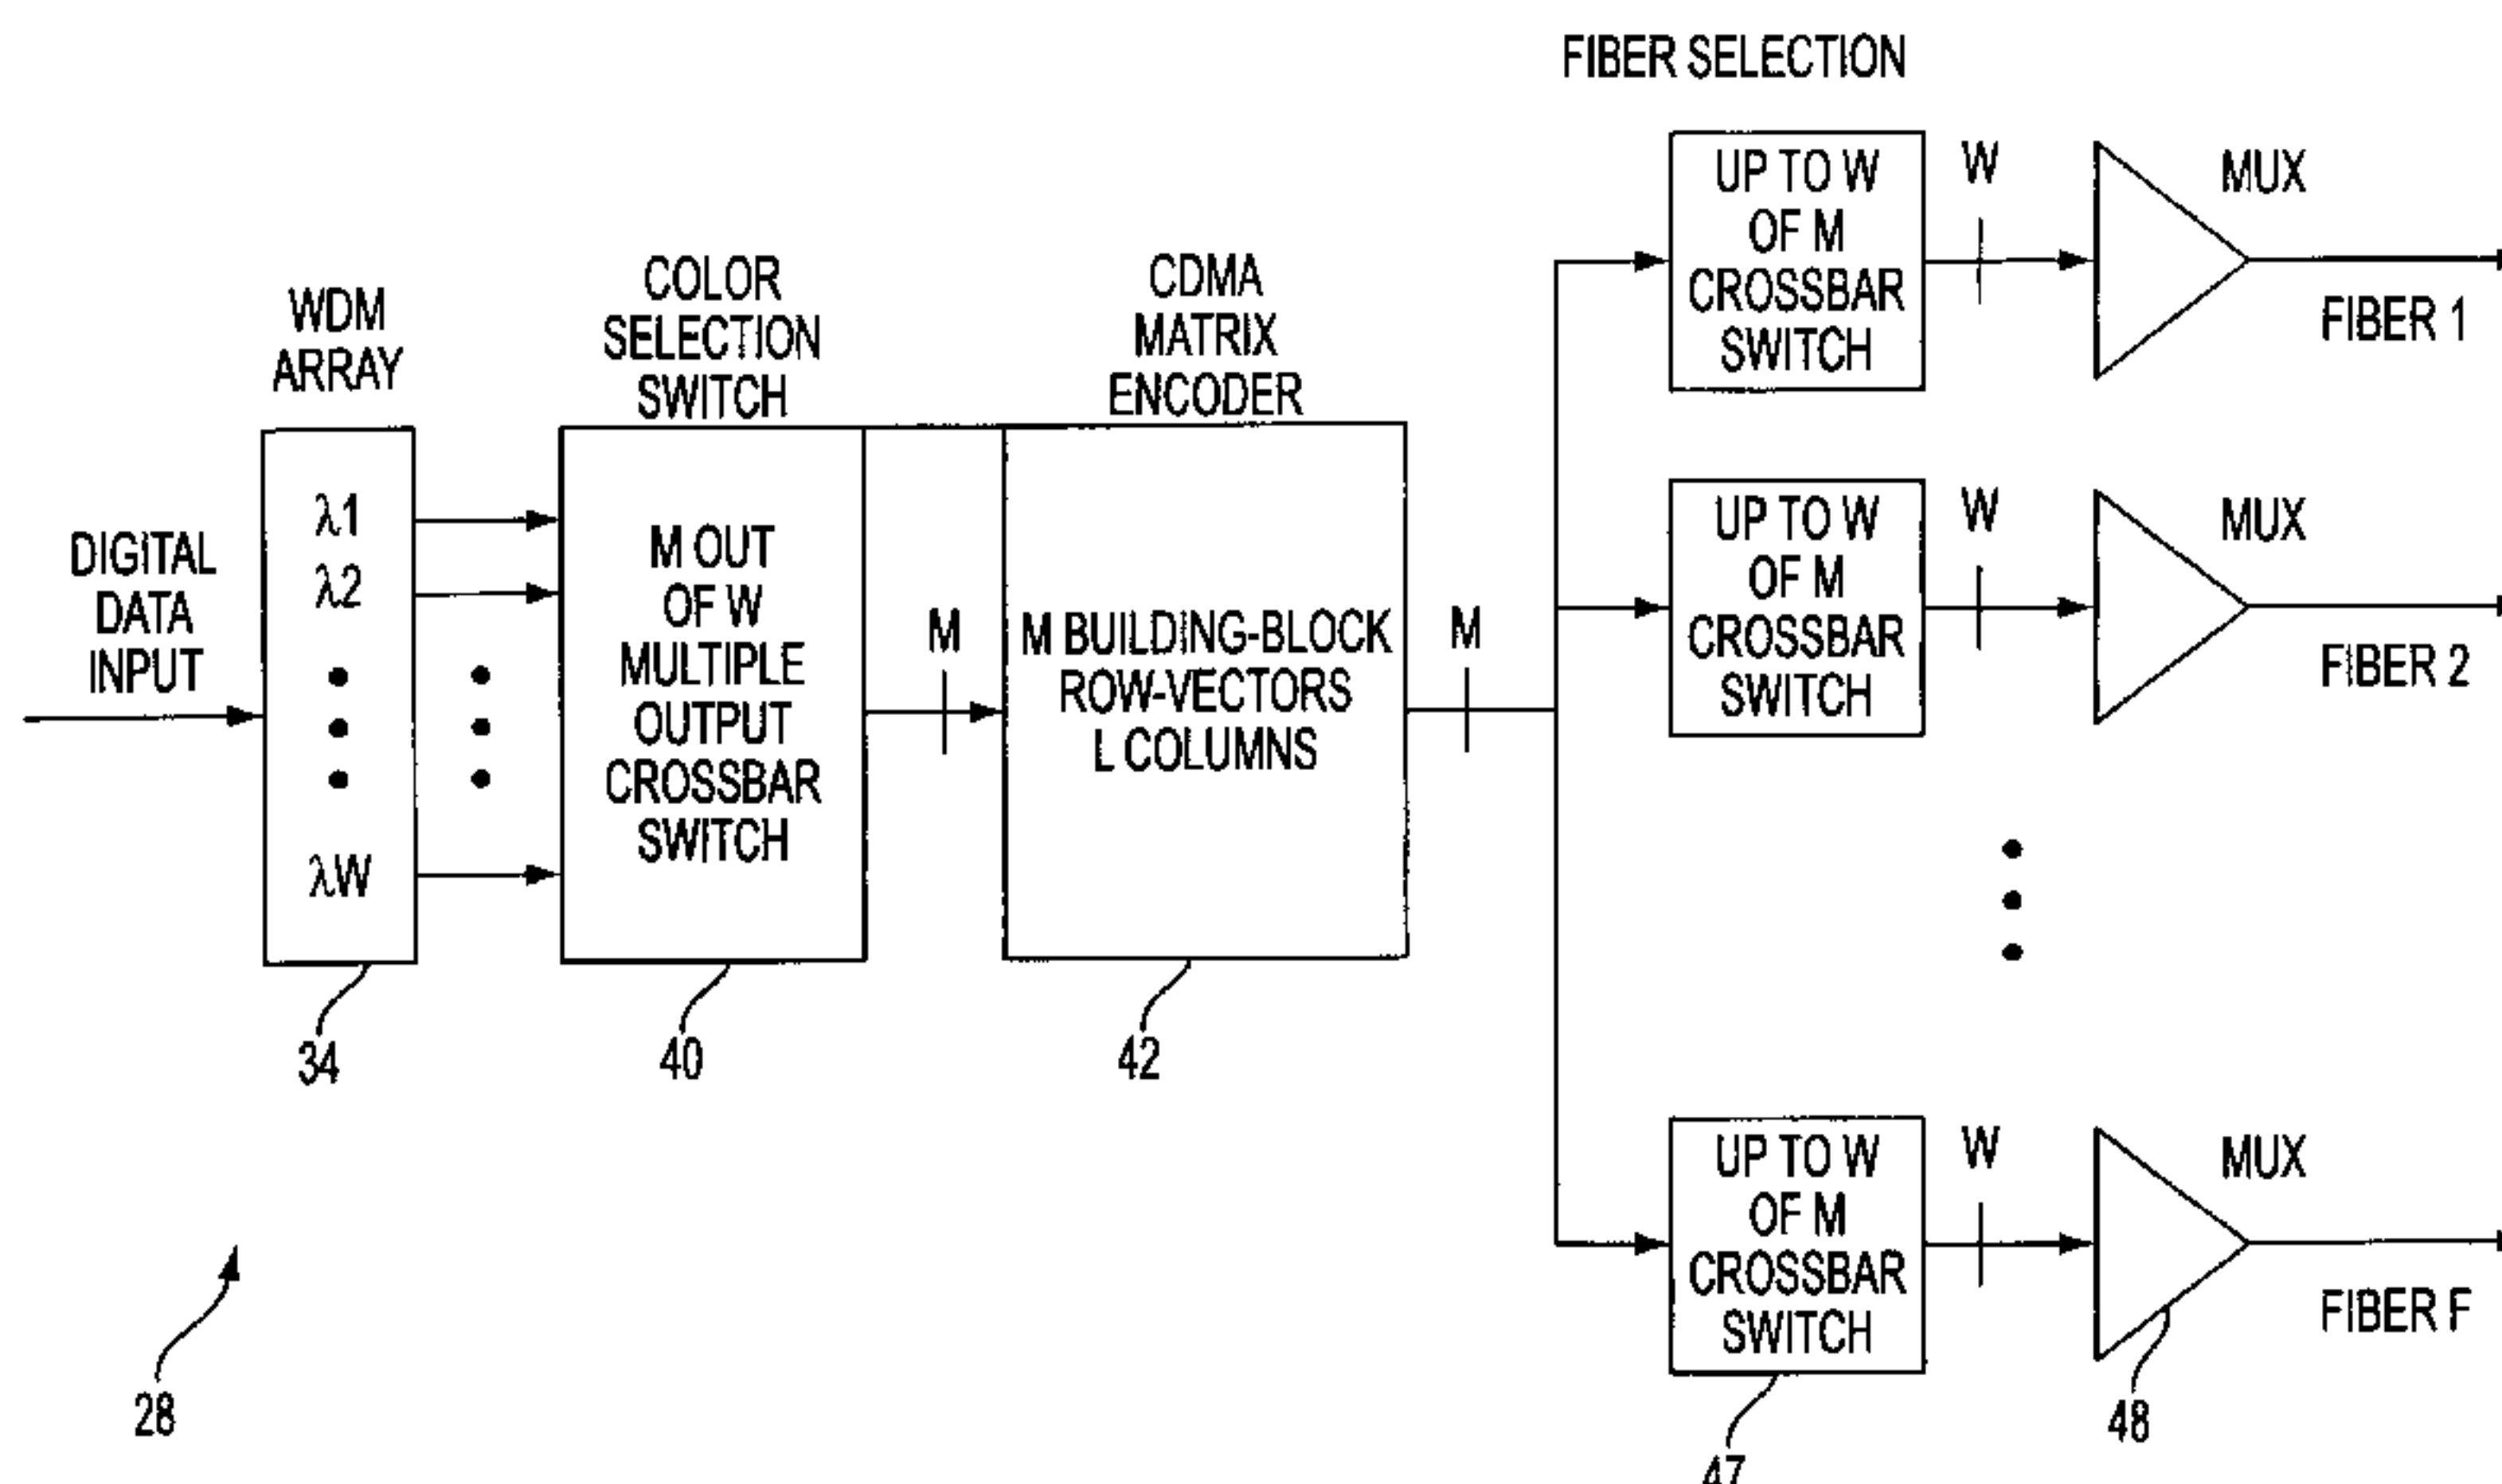 FIBER SELECTION
DIGITAL
DATA
INPUT
WDM
ARRAY
λ1
λ2
λW
34
COLOR
SELECTION
SWITCH
M OUT
OF W
MULTIPLE
OUTPUT
CROSSBAR
SWITCH
40
M
CDMA
MATRIX
ENCODER
M BUILDING-BLOCK
ROW-VECTORS
L COLUMNS
42
M
UP TO W
OF M
CROSSBAR
SWITCH
W
MUX
FIBER 1
UP TO W
OF M
CROSSBAR
SWITCH
W
MUX
FIBER 2
UP TO W
OF M
CROSSBAR
SWITCH
W
MUX
FIBER F
47
48
28